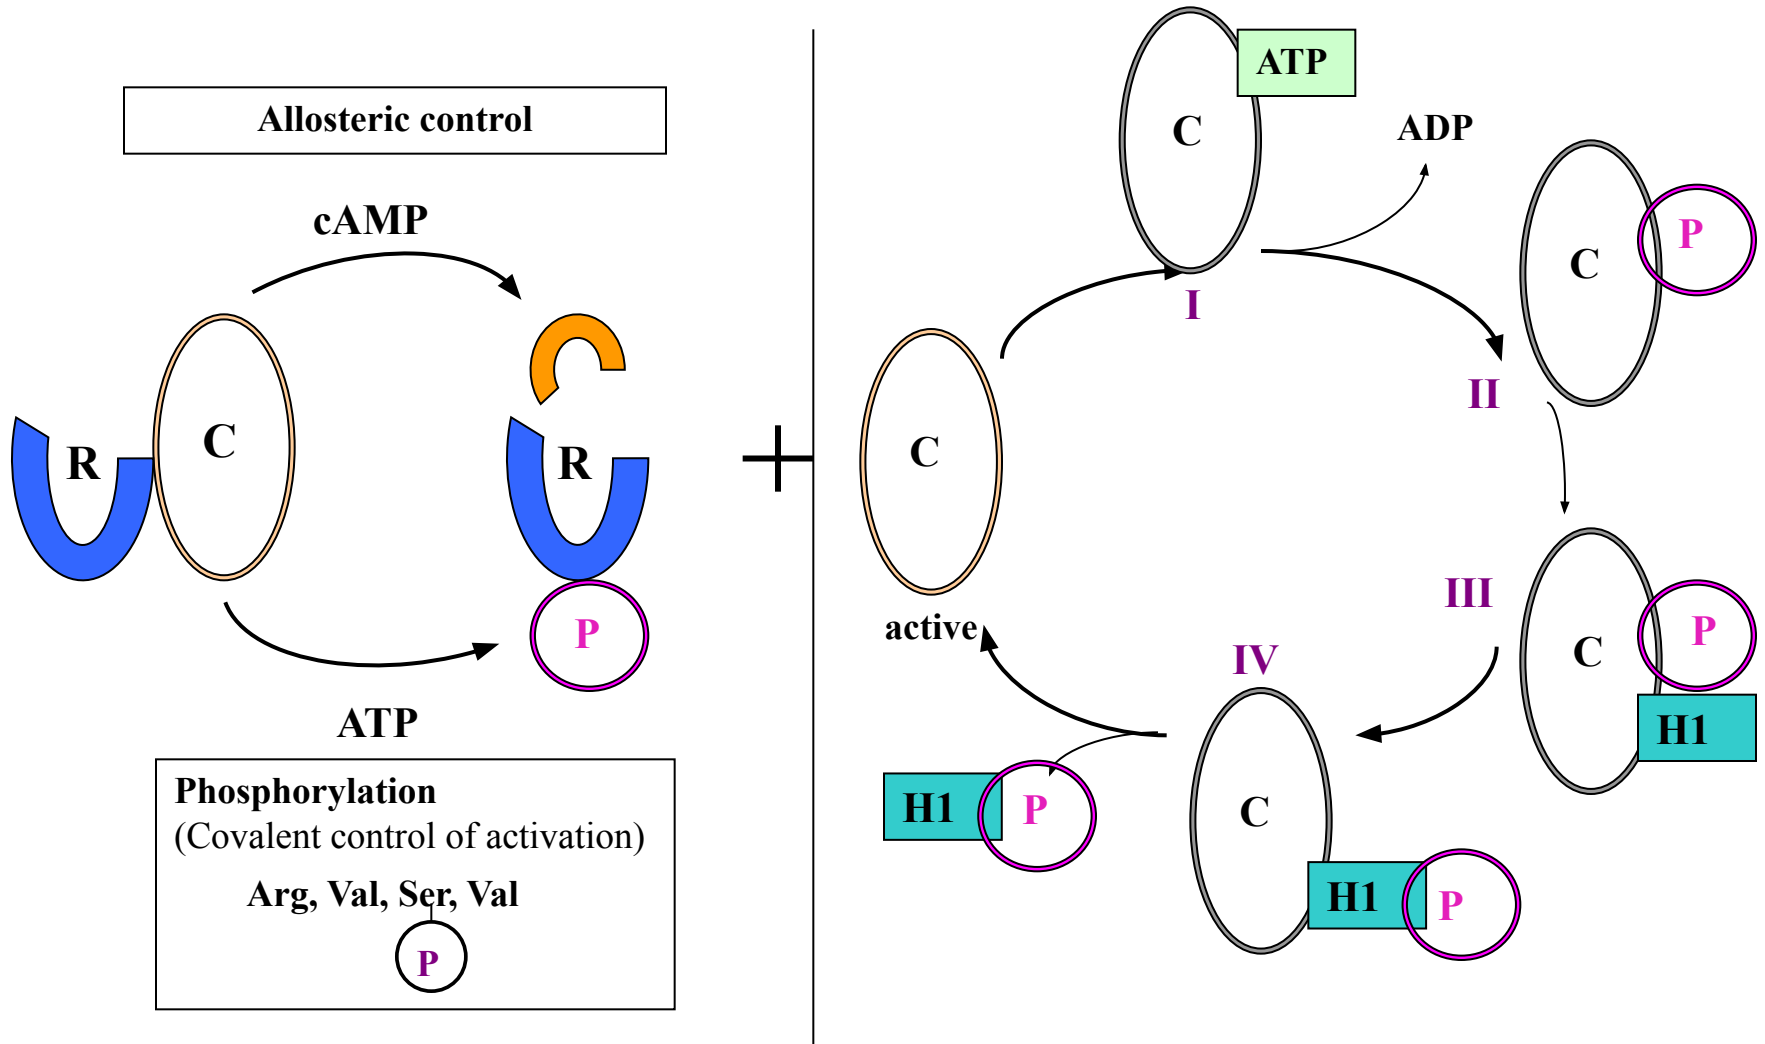 Allosteric control
cAMP
R
C
R
P
ATP
Phosphorylation
(Covalent control of activation)
Arg, Val, Ser, Val
P
C
active
C
ATP
I
ADP
C
P
II
III
C
P
H1
IV
C
H1
P
H1
P